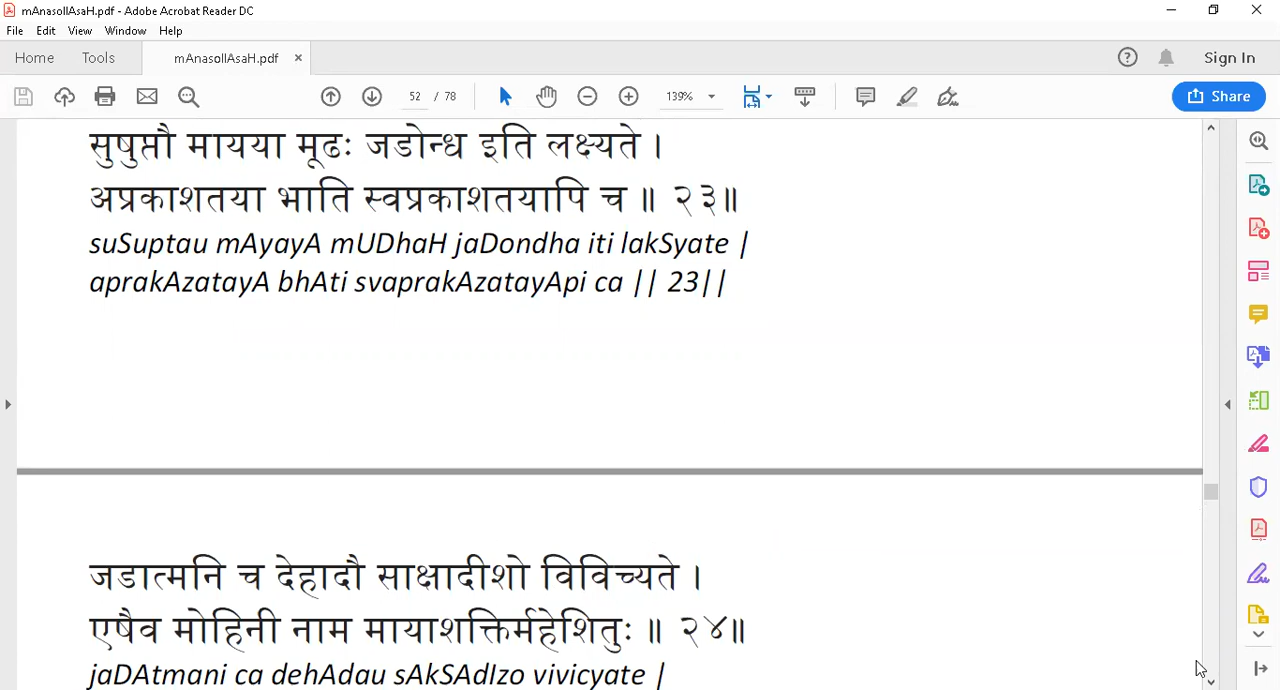 mAnasollAsaH.pdf - Adobe Acrobat Reader DC
File Edit View Window Help
Home Tools mAnasollAsaH.pdf × Sign In
52 / 78 139% Share
सुषुप्तौ मायया मूढः जडोन्ध इति लक्ष्यते ।
अप्रकाशतया भाति स्वप्रकाशतयापि च ॥ २३॥
suSuptau mAyayA mUDhaH jaDondha iti lakSyate |
aprakAzatayA bhAti svaprakAzatayApi ca || 23||
जडात्मनि च देहादौ साक्षादीशो विविच्यते ।
एषैव मोहिनी नाम मायाशक्तिर्महेशितुः ॥ २४॥
jaDAtmani ca dehAdau sAkSAdIzo vivicyate |